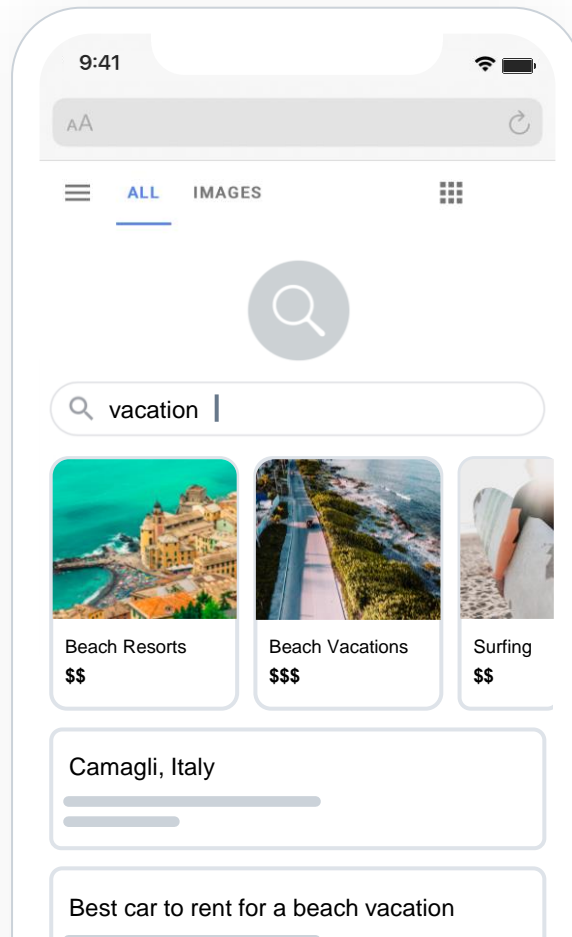 9:41
AA
ALL IMAGES
vacation
Beach Resorts
$$
Beach Vacations
$$$
Surfing
$$
Camagli, Italy
Best car to rent for a beach vacation